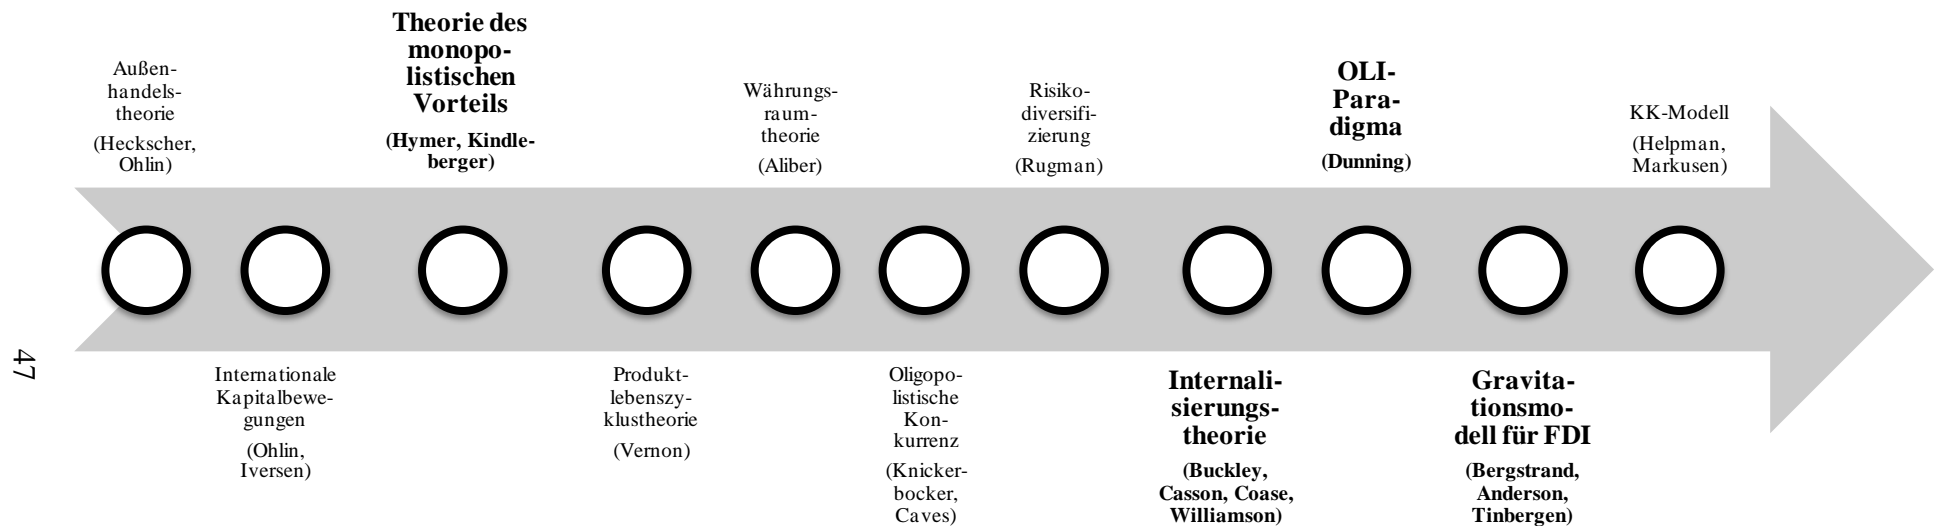 Außen-
handels-
theorie
(Heckscher,
Ohlin)
Internationale
Kapitalbewe-
gungen
(Ohlin,
Iversen)
Theorie des
monopo-
listischen
Vorteils
(Hymer, Kindle-
berger)
Produkt-
lebenszy-
klustheorie
(Vernon)
Währungs-
raum-
theorie
(Aliber)
Oligopo-
listische
Kon-
kurrenz
(Knicker-
bocker,
Caves)
Risiko-
diversifi-
zierung
(Rugman)
Internali-
sierungs-
theorie
(Buckley,
Casson, Coase,
Williamson)
OLI-
Para-
digma
(Dunning)
Gravita-
tionsmo-
dell für FDI
(Bergstrand,
Anderson,
Tinbergen)
KK-Modell
(Helpman,
Markusen)
47